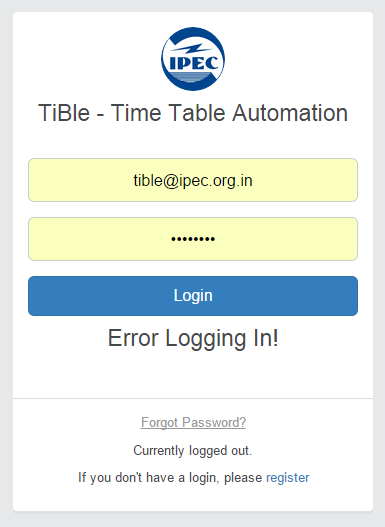 IPEC
TiBle - Time Table Automation
tible@ipec.org.in
••••••••
Login
Error Logging In!
Forgot Password?
Currently logged out.
If you don't have a login, please register